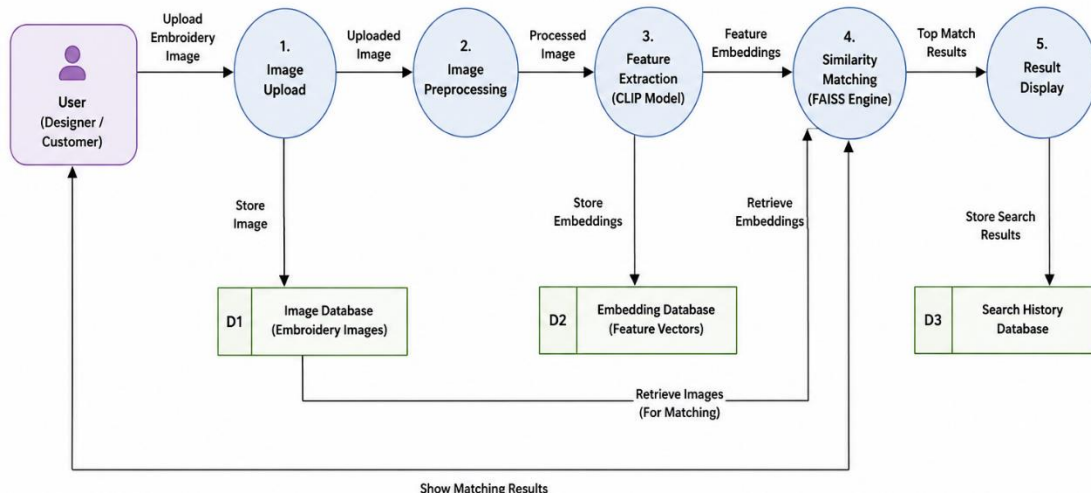 Upload
Embroidery
Image
User
(Designer /
Customer)
1.
Image
Upload
Uploaded
Image
2.
Image
Preprocessing
Processed
Image
3.
Feature
Extraction
(CLIP Model)
Feature
Embeddings
4.
Similarity
Matching
(FAISS Engine)
Top Match
Results
5.
Result
Display
Store
Image
Store
Embeddings
Retrieve
Embeddings
Store Search
Results
D1
Image Database
(Embroidery Images)
D2
Embedding Database
(Feature Vectors)
D3
Search History
Database
Retrieve Images
(For Matching)
Show Matching Results